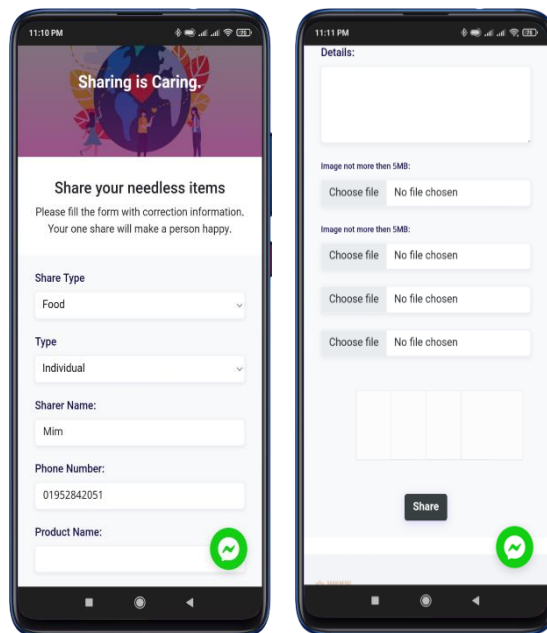 11:10 PM
75
Sharing is Caring.
Share your needless items
Please fill the form with correction information.
Your one share will make a person happy.
Share Type
Food
Type
Individual
Sharer Name:
Mim
Phone Number:
01952842051
Product Name:
11:11 PM
75
Details:
Image not more then 5MB:
Choose file No file chosen
Image not more then 5MB:
Choose file No file chosen
Choose file No file chosen
Choose file No file chosen
Share